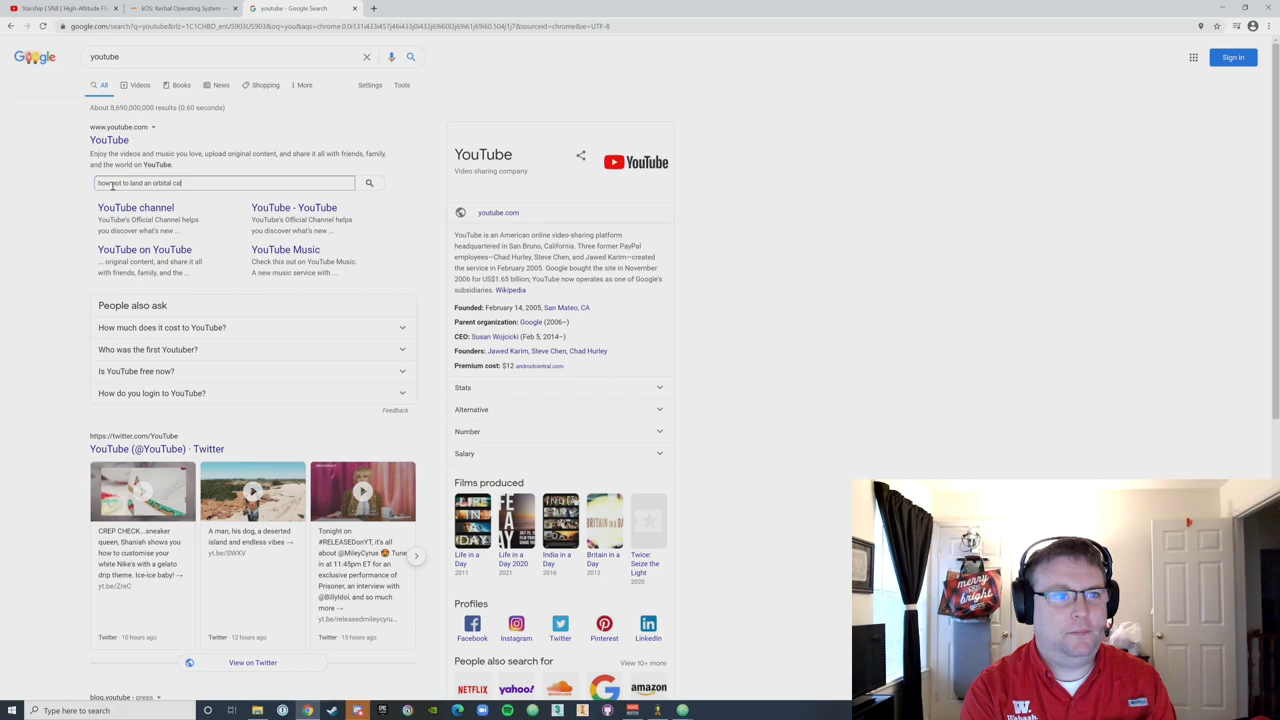 Starship | SN8 | High-Altitude Fl
kOS: Kerbal Operating System —
youtube - Google Search
google.com/search?q=youtube&rlz=1C1CHBD_enUS903US903&oq=you&aqs=chrome.0.0i131i433j457j46i433j0i433j69i60l3j69i61j69i60.504j1j7&sourceid=chrome&ie=UTF-8
Google
youtube
Sign in
All
Videos
Books
News
Shopping
More
Settings
Tools
About 8,690,000,000 results (0.60 seconds)
www.youtube.com
YouTube
Enjoy the videos and music you love, upload original content, and share it all with friends, family,
and the world on YouTube.
how not to land an orbital cal
YouTube channel
YouTube's Official Channel helps
you discover what's new ...
YouTube - YouTube
YouTube's Official Channel helps
you discover what's new ...
YouTube on YouTube
... original content, and share it all
with friends, family, and the ...
YouTube Music
Check this out on YouTube Music.
A new music service with ...
People also ask
How much does it cost to YouTube?
Who was the first Youtuber?
Is YouTube free now?
How do you login to YouTube?
Feedback
https://twitter.com/YouTube
YouTube (@YouTube) · Twitter
CREP CHECK...sneaker
queen, Shaniah shows you
how to customise your
white Nike's with a gelato
drip theme. Ice-ice baby! →
yt.be/ZreC
Twitter · 10 hours ago
A man, his dog, a deserted
island and endless vibes →
yt.be/SWXV
Twitter · 12 hours ago
Tonight on
#RELEASEDonYT, it's all
about @MileyCyrus 😍 Tune
in at 11:45pm ET for an
exclusive performance of
Prisoner, an interview with
@BillyIdol, and so much
more →
yt.be/releasedmileycyru...
Twitter · 15 hours ago
View on Twitter
blog.youtube › press
YouTube
Video sharing company
YouTube
youtube.com
YouTube is an American online video-sharing platform
headquartered in San Bruno, California. Three former PayPal
employees—Chad Hurley, Steve Chen, and Jawed Karim—created
the service in February 2005. Google bought the site in November
2006 for US$1.65 billion; YouTube now operates as one of Google's
subsidiaries. Wikipedia
Founded: February 14, 2005, San Mateo, CA
Parent organization: Google (2006–)
CEO: Susan Wojcicki (Feb 5, 2014–)
Founders: Jawed Karim, Steve Chen, Chad Hurley
Premium cost: $12 androidcentral.com
Stats
Alternative
Number
Salary
Films produced
Life in a
Day
2011
Life in a
Day 2020
2021
India in a
Day
2016
Britain in a
Day
2012
Twice:
Seize the
Light
2020
Profiles
Facebook
Instagram
Twitter
Pinterest
LinkedIn
People also search for
View 10+ more
NETFLIX
yahoo!
amazon
merry
bright
W
Wabash
Type here to search